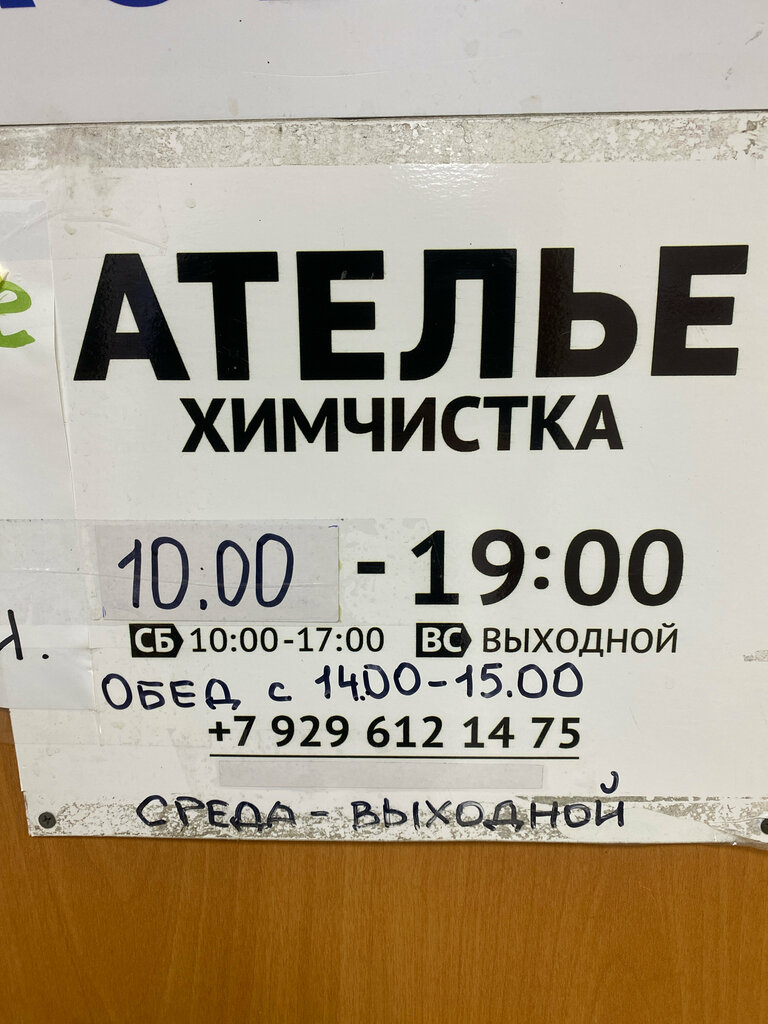 АТЕЛЬЕ
ХИМЧИСТКА
10.00 - 19:00
СБ 10:00-17:00 ВС ВЫХОДНОЙ
ОБЕД с 14.00-15.00
+7 929 612 14 75
СРЕДА - ВЫХОДНОЙ